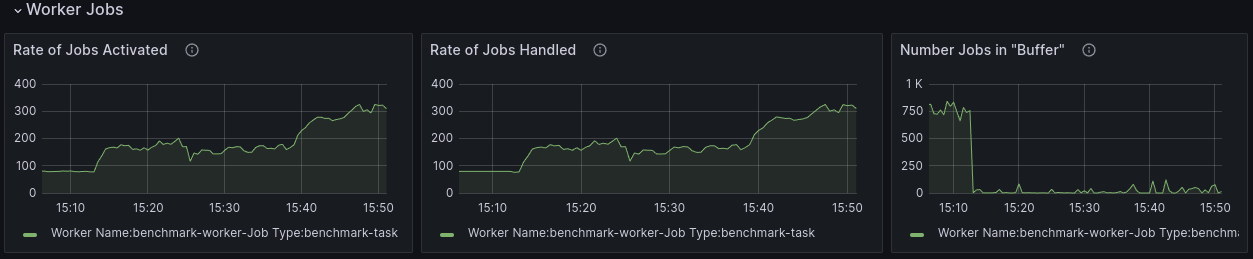 Worker Jobs
Rate of Jobs Activated
400
300
200
100
0
15:10 15:20 15:30 15:40 15:50
Worker Name:benchmark-worker-Job Type:benchmark-task
Rate of Jobs Handled
400
300
200
100
0
15:10 15:20 15:30 15:40 15:50
Worker Name:benchmark-worker-Job Type:benchmark-task
Number Jobs in "Buffer"
1 K
750
500
250
0
15:10 15:20 15:30 15:40 15:50
Worker Name:benchmark-worker-Job Type:benchm